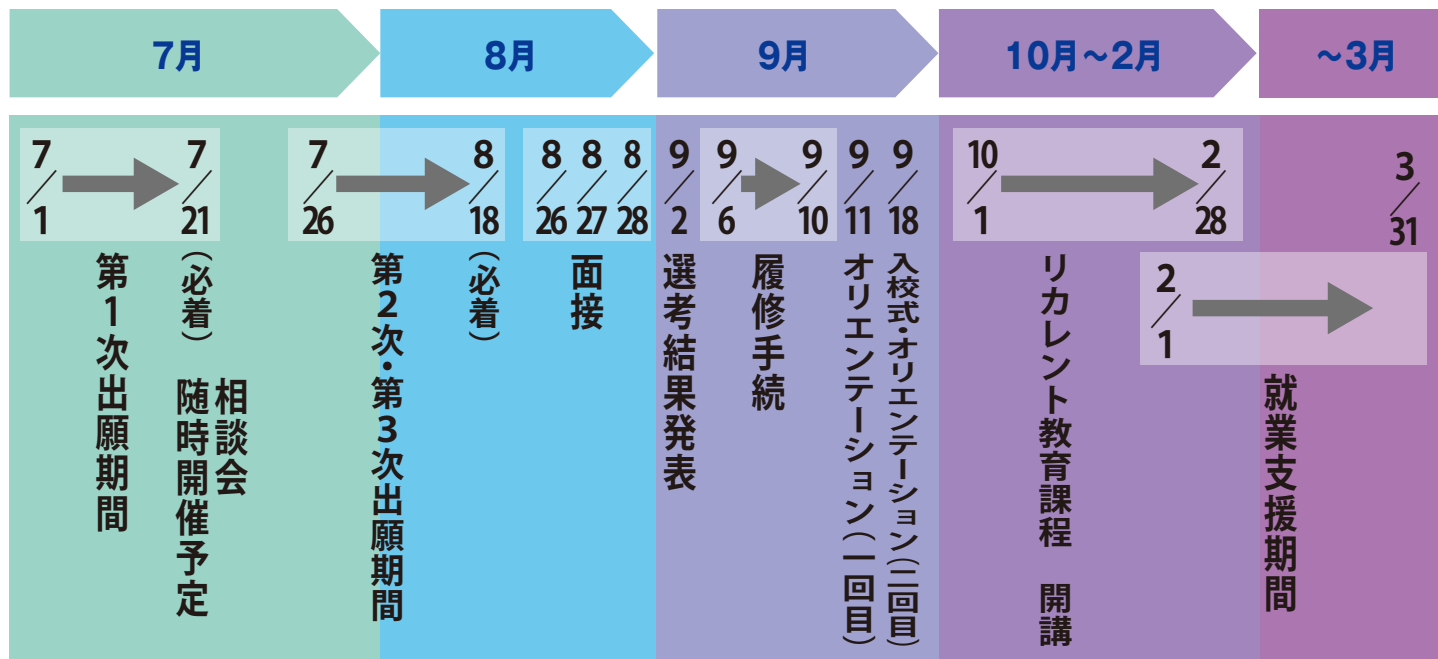 7月
8月
9月
10月～2月
～3月
7/1
7/21
第1次出願期間
(必着)
相談会
随時開催予定
7/26
8/18
第2次・第3次出願期間
(必着)
8/26
8/27
8/28
面接
9/2
選考結果発表
9/6
9/10
履修手続
9/11
オリエンテーション(一回目)
9/18
入校式・オリエンテーション(二回目)
10/1
2/28
リカレント教育課程　開講
2/1
3/31
就業支援期間